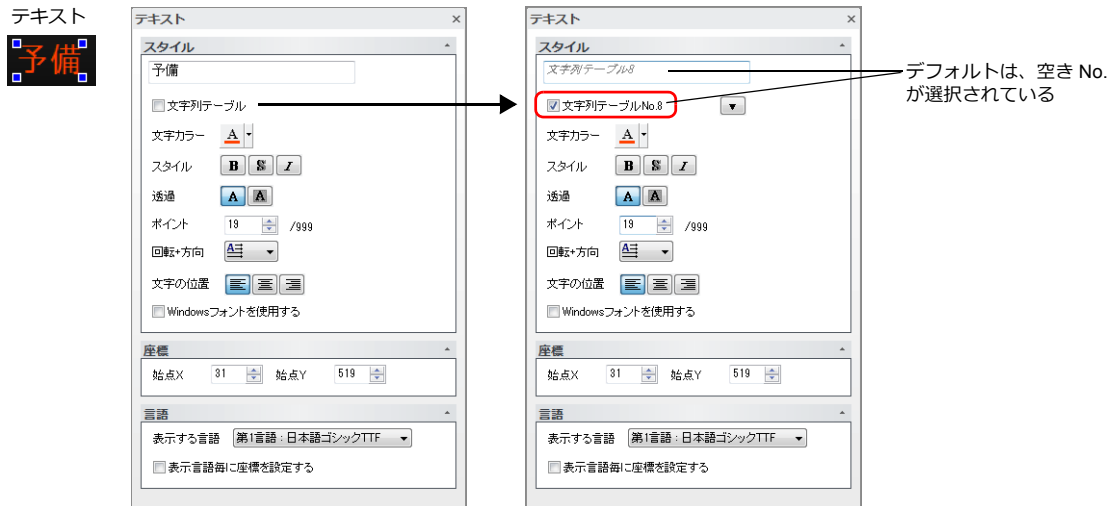 テキスト
予備
テキスト ×
スタイル
予備
文字列テーブル
文字カラー A
スタイル B S I
透過 A A
ポイント 19 /999
回転+方向 A
文字の位置
Windowsフォントを使用する
座標
始点X 31 始点Y 519
言語
表示する言語 第1言語:日本語ゴシックTTF
表示言語毎に座標を設定する
テキスト ×
スタイル
文字列テーブル8
文字列テーブルNo.8
文字カラー A
スタイル B S I
透過 A A
ポイント 19 /999
回転+方向 A
文字の位置
Windowsフォントを使用する
座標
始点X 31 始点Y 519
言語
表示する言語 第1言語:日本語ゴシックTTF
表示言語毎に座標を設定する
デフォルトは、空き No.
が選択されている